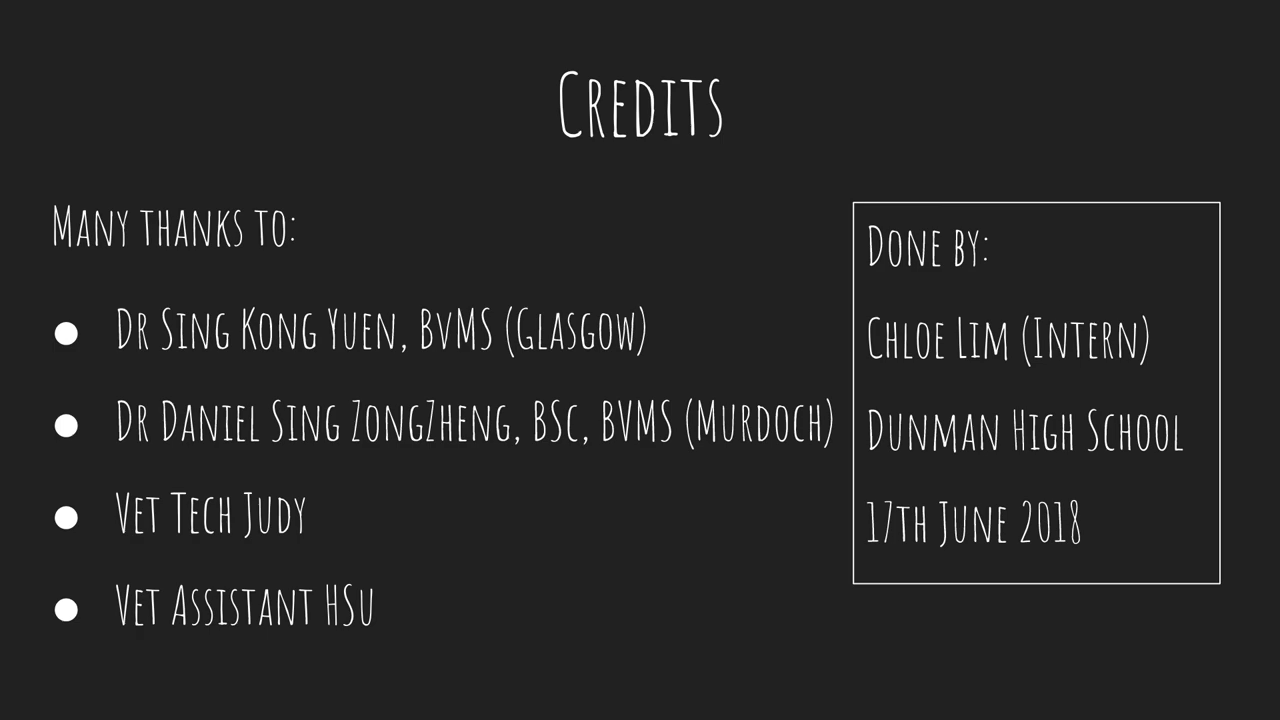 Credits
Many thanks to:
● Dr Sing Kong Yuen, BvMS (Glasgow)
● Dr Daniel Sing ZongZheng, BSc, BVMS (Murdoch)
● Vet Tech Judy
● Vet Assistant HSu
Done by:
Chloe Lim (Intern)
Dunman High School
17th June 2018